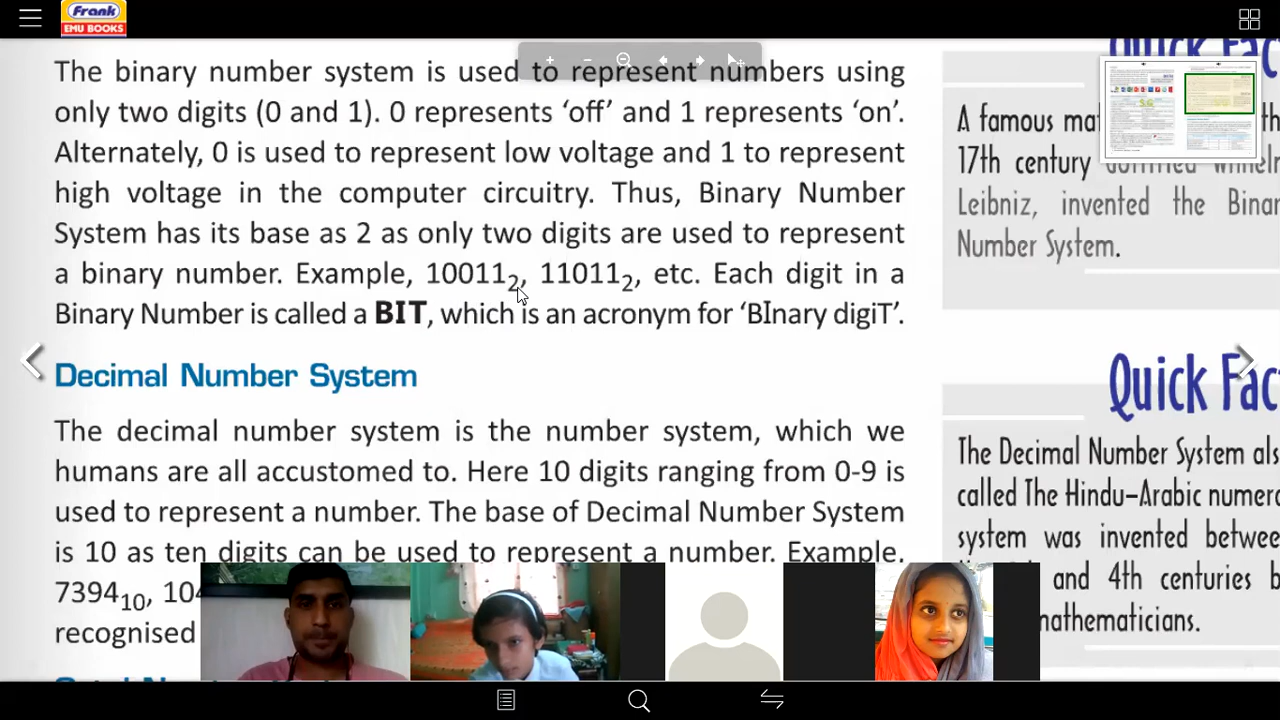 Frank
EMU BOOKS
The binary number system is used to represent numbers using
only two digits (0 and 1). 0 represents ‘off’ and 1 represents ‘on’.
Alternately, 0 is used to represent low voltage and 1 to represent
high voltage in the computer circuitry. Thus, Binary Number
System has its base as 2 as only two digits are used to represent
a binary number. Example, 10011₂, 11011₂, etc. Each digit in a
Binary Number is called a BIT, which is an acronym for ‘BInary digiT’.
Decimal Number System
The decimal number system is the number system, which we
humans are all accustomed to. Here 10 digits ranging from 0-9 is
used to represent a number. The base of Decimal Number System
is 10 as ten digits can be used to represent a number. Example,
7394₁₀, 104
recognised
Quick Fac
A famous mat
17th century Gottfried Wilhelm
Leibniz, invented the Binar
Number System.
Quick Fac
The Decimal Number System als
called The Hindu–Arabic numera
system was invented betwee
and 4th centuries b
mathematicians.